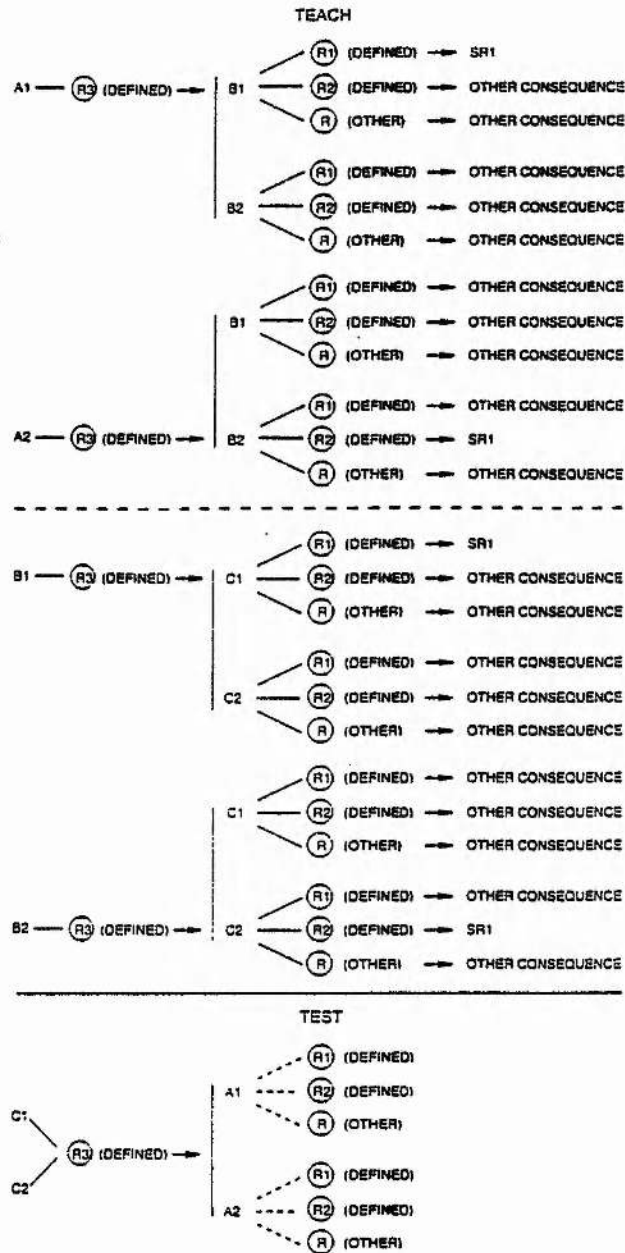 TEACH
R1 (DEFINED) → SR1
A1 — R3 (DEFINED) → B1 R2 (DEFINED) → OTHER CONSEQUENCE
R (OTHER) → OTHER CONSEQUENCE
R1 (DEFINED) → OTHER CONSEQUENCE
B2 R2 (DEFINED) → OTHER CONSEQUENCE
R (OTHER) → OTHER CONSEQUENCE
R1 (DEFINED) → OTHER CONSEQUENCE
B1 R2 (DEFINED) → OTHER CONSEQUENCE
R (OTHER) → OTHER CONSEQUENCE
R1 (DEFINED) → OTHER CONSEQUENCE
A2 — R3 (DEFINED) → B2 R2 (DEFINED) → SR1
R (OTHER) → OTHER CONSEQUENCE
R1 (DEFINED) → SR1
B1 — R3 (DEFINED) → C1 R2 (DEFINED) → OTHER CONSEQUENCE
R (OTHER) → OTHER CONSEQUENCE
R1 (DEFINED) → OTHER CONSEQUENCE
C2 R2 (DEFINED) → OTHER CONSEQUENCE
R (OTHER) → OTHER CONSEQUENCE
R1 (DEFINED) → OTHER CONSEQUENCE
C1 R2 (DEFINED) → OTHER CONSEQUENCE
R (OTHER) → OTHER CONSEQUENCE
R1 (DEFINED) → OTHER CONSEQUENCE
B2 — R3 (DEFINED) → C2 R2 (DEFINED) → SR1
R (OTHER) → OTHER CONSEQUENCE
TEST
R1 (DEFINED)
A1 R2 (DEFINED)
C1 R (OTHER)
R3 (DEFINED) →
R1 (DEFINED)
C2 A2 R2 (DEFINED)
R (OTHER)